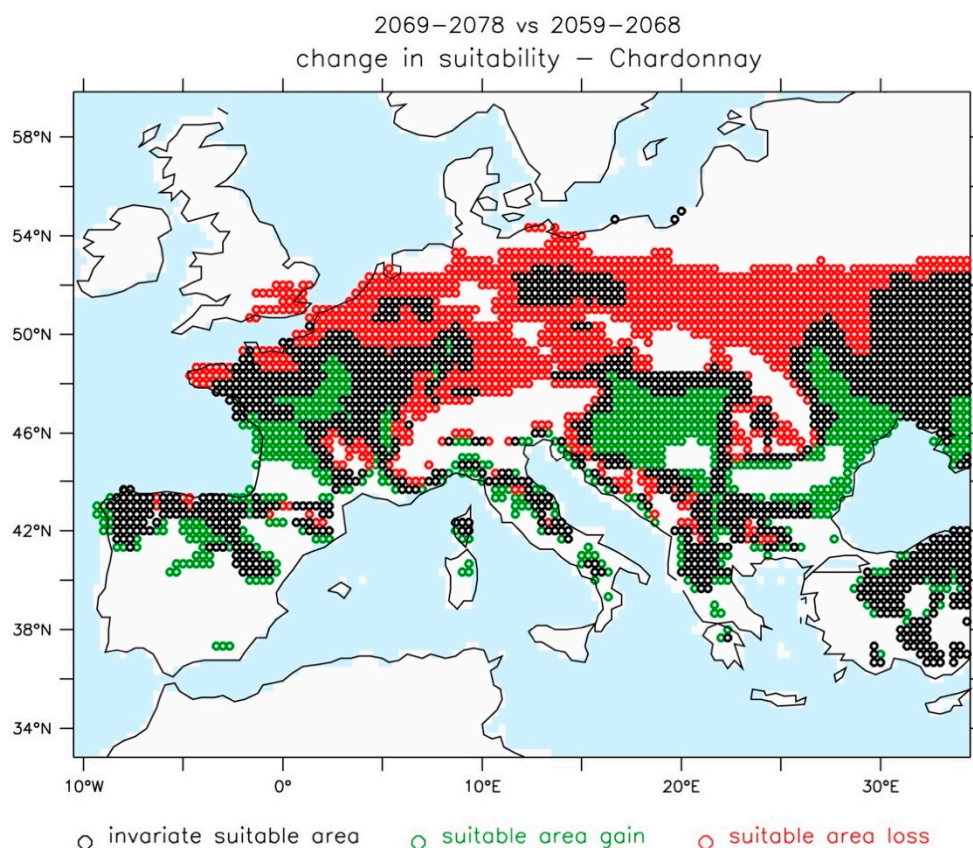 2069–2078 vs 2059–2068
change in suitability – Chardonnay
58°N
54°N
50°N
46°N
42°N
38°N
34°N
10°W 0° 10°E 20°E 30°E
invariate suitable area suitable area gain suitable area loss